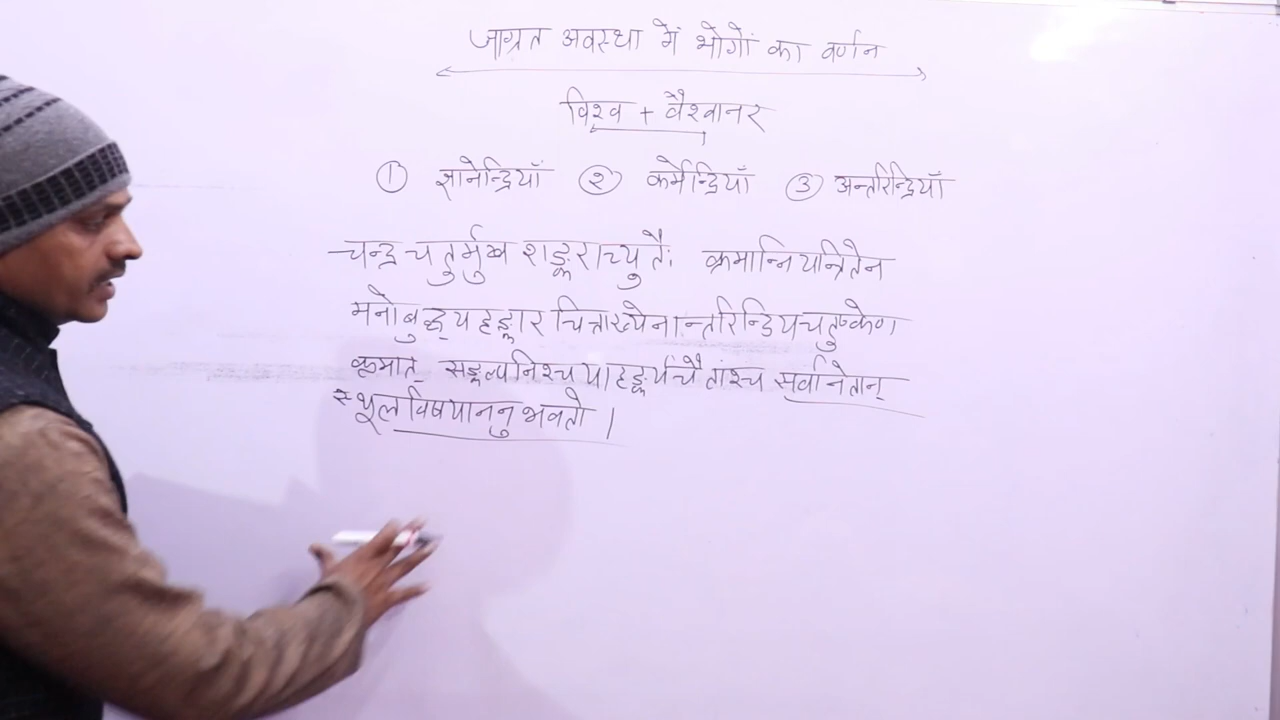 जाग्रत अवस्था में भोगों का वर्णन
विश्व + वैश्वानर
① ज्ञानेन्द्रियाँ ② कर्मेन्द्रियाँ ③ अन्तरिन्द्रियाँ
चन्द्रचतुर्मुखशङ्कराच्युतैः क्रमान्नियन्त्रितेन
मनोबुद्ध्यहङ्कारचित्ताख्येनान्तरिन्द्रियचतुष्केण
क्रमात् सङ्कल्पनिश्चयाहङ्कार्यचैतांश्च सर्वानेतान्
स्थूलविषयाननुभवतो ।